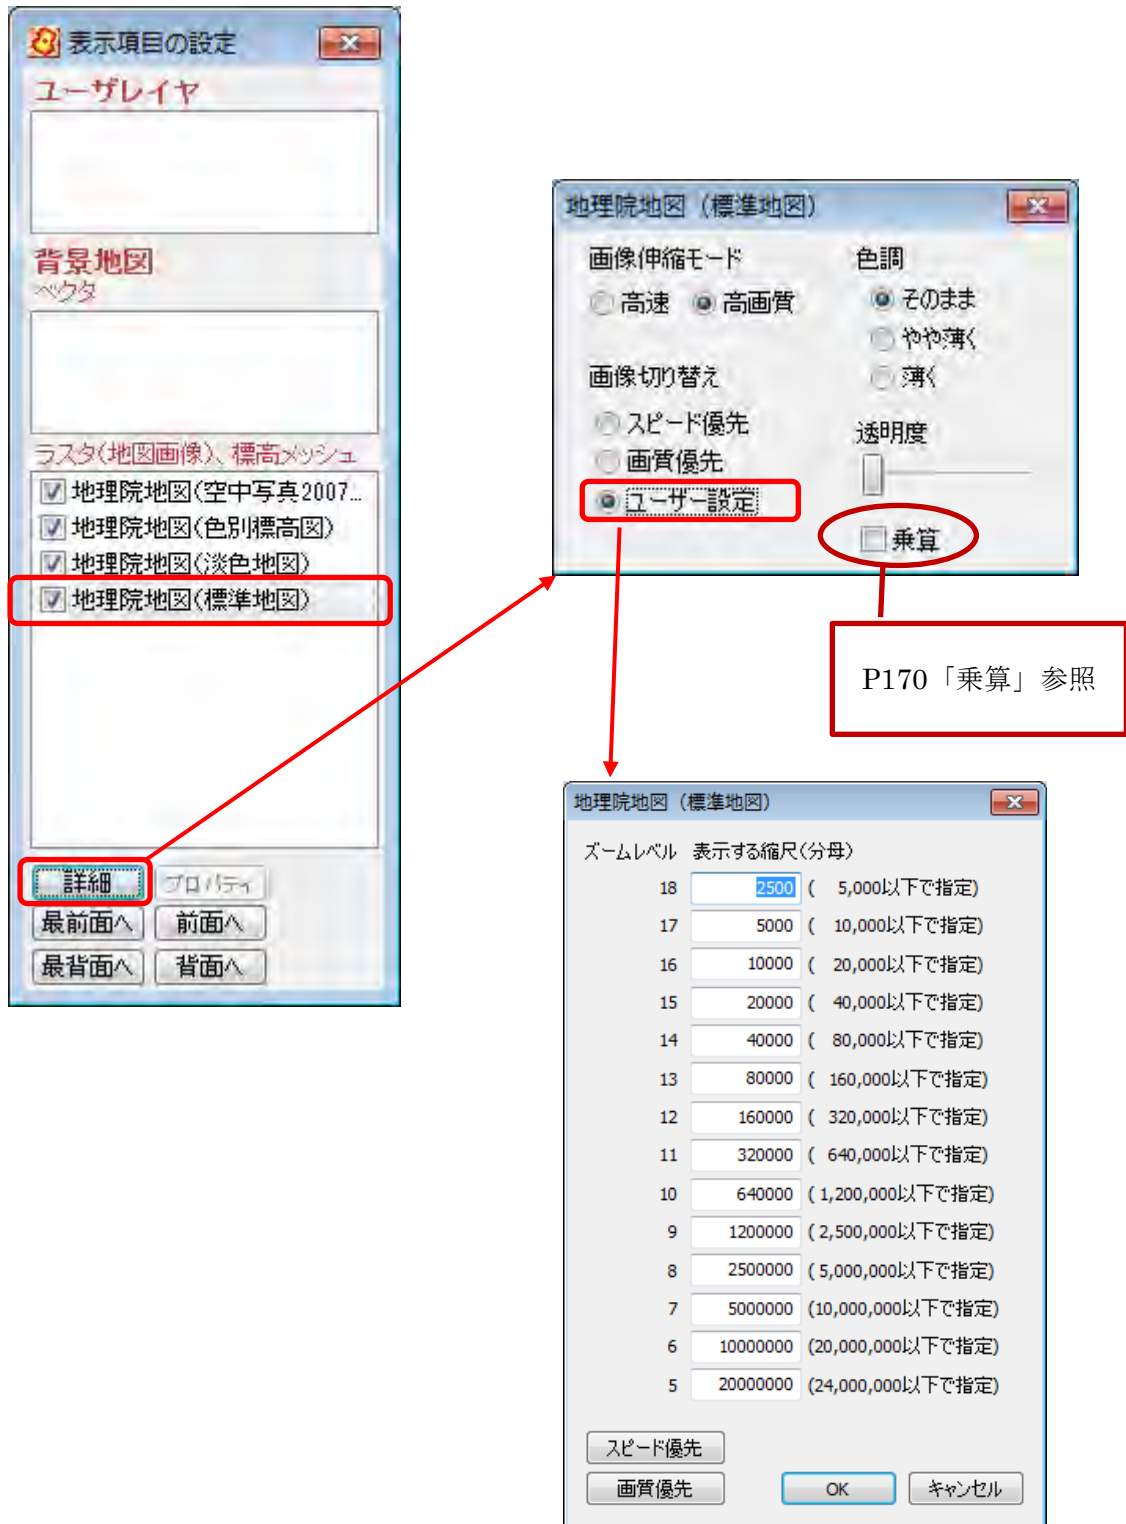 表示項目の設定
ユーザレイヤ
背景地図
ベクタ
ラスタ(地図画像)、標高メッシュ
地理院地図(空中写真2007...
地理院地図(色別標高図)
地理院地図(淡色地図)
地理院地図(標準地図)
詳細 プロパティ
最前面へ 前面へ
最背面へ 背面へ
地理院地図（標準地図）
画像伸縮モード 色調
高速 高画質 そのまま
やや薄く
画像切り替え 薄く
スピード優先 透明度
画質優先
ユーザー設定
乗算
P170「乗算」参照
地理院地図（標準地図）
ズームレベル 表示する縮尺(分母)
18 2500 ( 5,000以下で指定)
17 5000 ( 10,000以下で指定)
16 10000 ( 20,000以下で指定)
15 20000 ( 40,000以下で指定)
14 40000 ( 80,000以下で指定)
13 80000 ( 160,000以下で指定)
12 160000 ( 320,000以下で指定)
11 320000 ( 640,000以下で指定)
10 640000 ( 1,200,000以下で指定)
9 1200000 ( 2,500,000以下で指定)
8 2500000 ( 5,000,000以下で指定)
7 5000000 (10,000,000以下で指定)
6 10000000 (20,000,000以下で指定)
5 20000000 (24,000,000以下で指定)
スピード優先
画質優先 OK キャンセル